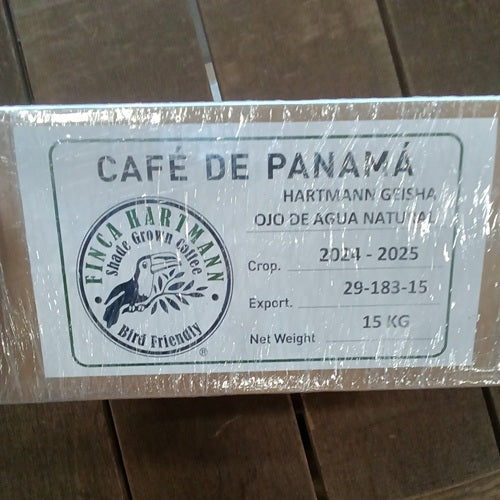 CAFÉ DE PANAMÁ
HARTMANN GEISHA
OJO DE AGUA NATURAL
FINCA HARTMANN
Shade Grown Coffee
Bird Friendly
®
Crop. 2024 - 2025
Export. 29-183-15
Net Weight 15 KG